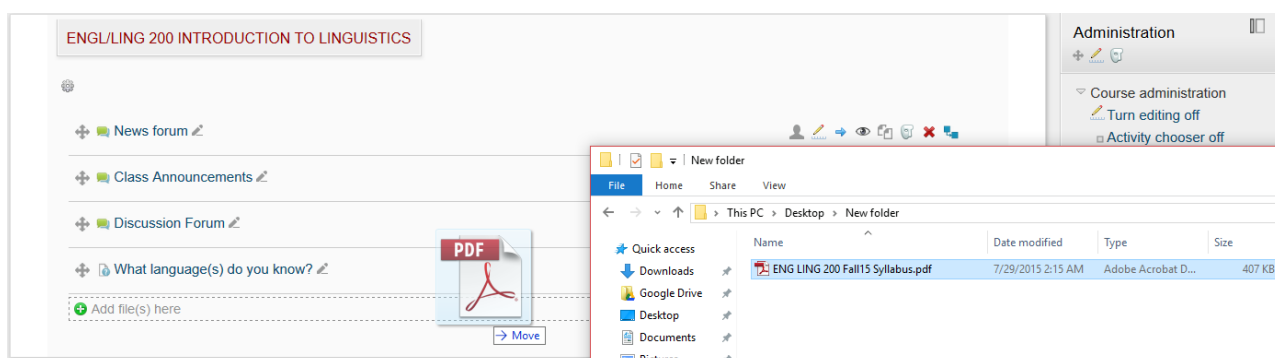 ENGL/LING 200 INTRODUCTION TO LINGUISTICS
News forum
Class Announcements
Discussion Forum
What language(s) do you know?
Add file(s) here
PDF
Move
Administration
Course administration
Turn editing off
Activity chooser off
New folder
File Home Share View
This PC > Desktop > New folder
Quick access
Downloads
Google Drive
Desktop
Documents
Name Date modified Type Size
ENG LING 200 Fall15 Syllabus.pdf 7/29/2015 2:15 AM Adobe Acrobat D... 407 KB